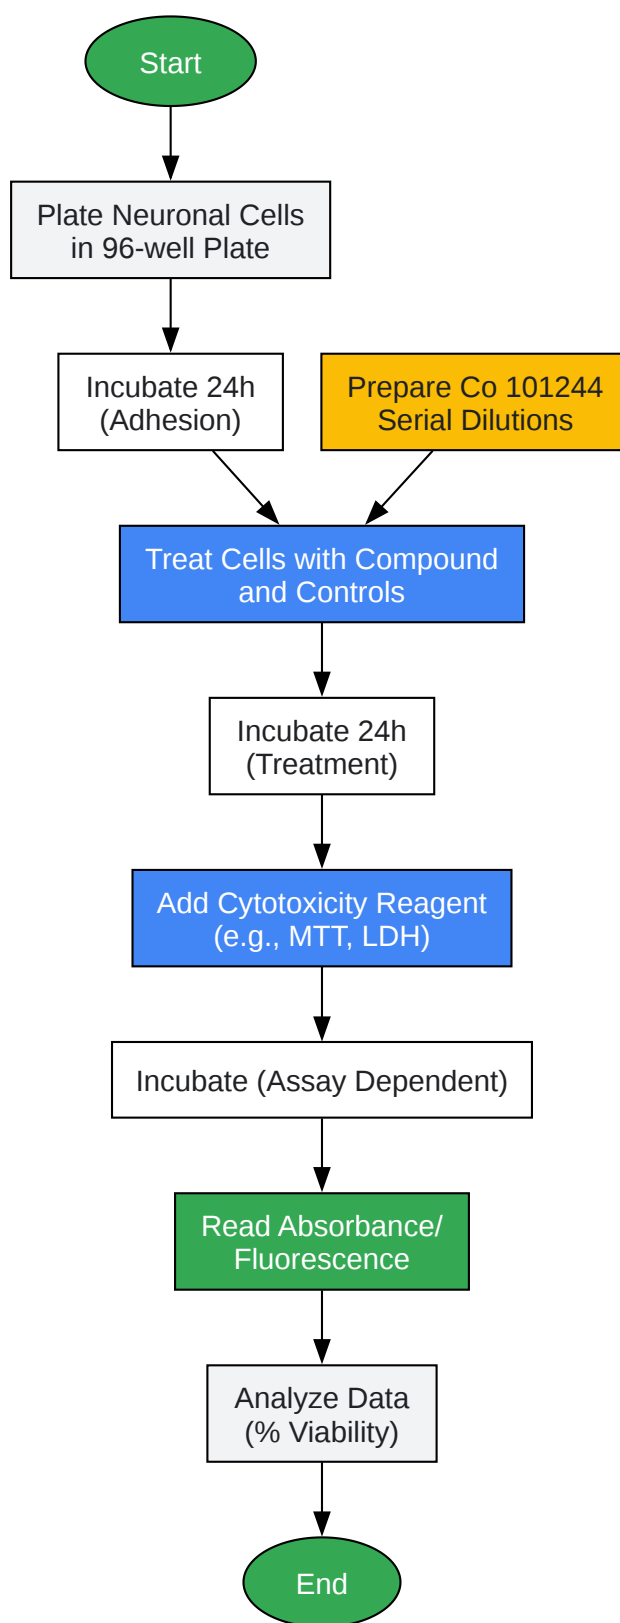 Start
Plate Neuronal Cells
in 96-well Plate
Incubate 24h
(Adhesion)
Prepare Co 101244
Serial Dilutions
Treat Cells with Compound
and Controls
Incubate 24h
(Treatment)
Add Cytotoxicity Reagent
(e.g., MTT, LDH)
Incubate (Assay Dependent)
Read Absorbance/
Fluorescence
Analyze Data
(% Viability)
End